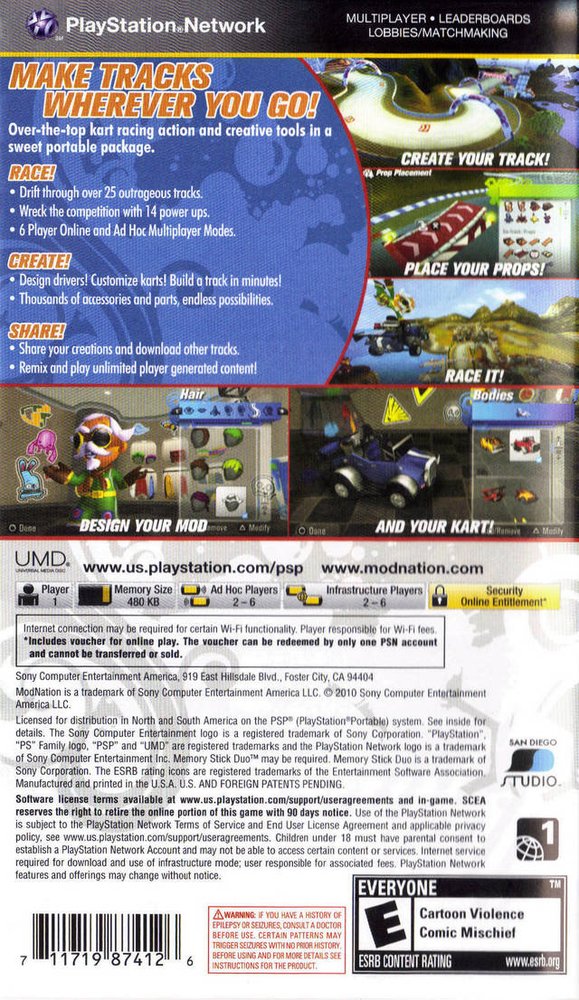 PlayStation®Network
MULTIPLAYER • LEADERBOARDS
LOBBIES/MATCHMAKING
MAKE TRACKS
WHEREVER YOU GO!
Over-the-top kart racing action and creative tools in a
sweet portable package.
RACE!
• Drift through over 25 outrageous tracks.
• Wreck the competition with 14 power ups.
• 6 Player Online and Ad Hoc Multiplayer Modes.
CREATE!
• Design drivers! Customize karts! Build a track in minutes!
• Thousands of accessories and parts, endless possibilities.
SHARE!
• Share your creations and download other tracks.
• Remix and play unlimited player generated content!
CREATE YOUR TRACK!
Prop Placement
PLACE YOUR PROPS!
RACE IT!
Hair
Done
Modify
DESIGN YOUR MOD
Bodies
Done
Remove
Modify
AND YOUR KART!
UMD
UNIVERSAL MEDIA DISC
www.us.playstation.com/psp www.modnation.com
Player
1
Memory Size
480 KB
Ad Hoc Players
2 – 6
Infrastructure Players
2 – 6
Security
Online Entitlement*
Internet connection may be required for certain Wi-Fi functionality. Player responsible for Wi-Fi fees.
*Includes voucher for online play. The voucher can be redeemed by only one PSN account
and cannot be transferred or sold.
Sony Computer Entertainment America, 919 East Hillsdale Blvd., Foster City, CA 94404
ModNation is a trademark of Sony Computer Entertainment America LLC. © 2010 Sony Computer Entertainment
America LLC.
Licensed for distribution in North and South America on the PSP® (PlayStation®Portable) system. See inside for
details. The Sony Computer Entertainment logo is a registered trademark of Sony Corporation. "PlayStation",
"PS" Family logo, "PSP" and "UMD" are registered trademarks and the PlayStation Network logo is a trademark
of Sony Computer Entertainment Inc. Memory Stick Duo™ may be required. Memory Stick Duo is a trademark of
Sony Corporation. The ESRB rating icons are registered trademarks of the Entertainment Software Association.
Manufactured and printed in the U.S.A. U.S. AND FOREIGN PATENTS PENDING.
Software license terms available at www.us.playstation.com/support/useragreements and in-game. SCEA
reserves the right to retire the online portion of this game with 90 days notice. Use of the PlayStation Network
is subject to the PlayStation Network Terms of Service and End User License Agreement and applicable privacy
policy, see www.us.playstation.com/useragreements. Children under 18 must have parental consent to
establish a PlayStation Network Account and may not be able to access certain content or services. Internet service
required for download and use of infrastructure mode; user responsible for associated fees. PlayStation Network
features and offerings may change without notice.
SAN DIEGO
STUDIO
1
7 11719 87412 6
WARNING: IF YOU HAVE A HISTORY OF
EPILEPSY OR SEIZURES, CONSULT A DOCTOR
BEFORE USE. CERTAIN PATTERNS MAY
TRIGGER SEIZURES WITH NO PRIOR HISTORY.
BEFORE USING AND FOR MORE DETAILS SEE
INSTRUCTIONS FOR THE PRODUCT.
EVERYONE
TM
E
Cartoon Violence
Comic Mischief
ESRB CONTENT RATING
www.esrb.org